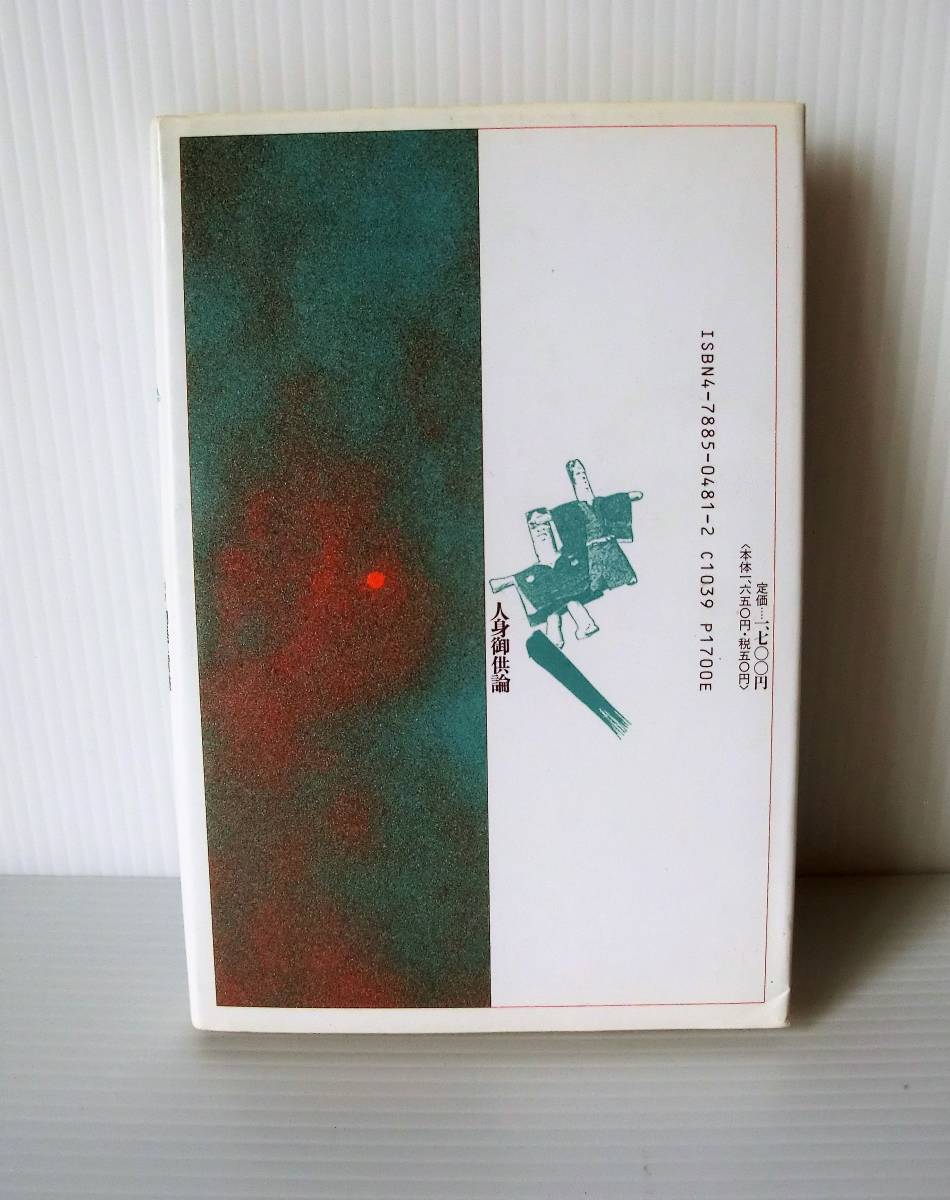 ISBN4-7885-0481-2 C1039 P1700E
定価…一、七〇〇円
〈本体一、六五〇円・税五〇円〉
人身御供論